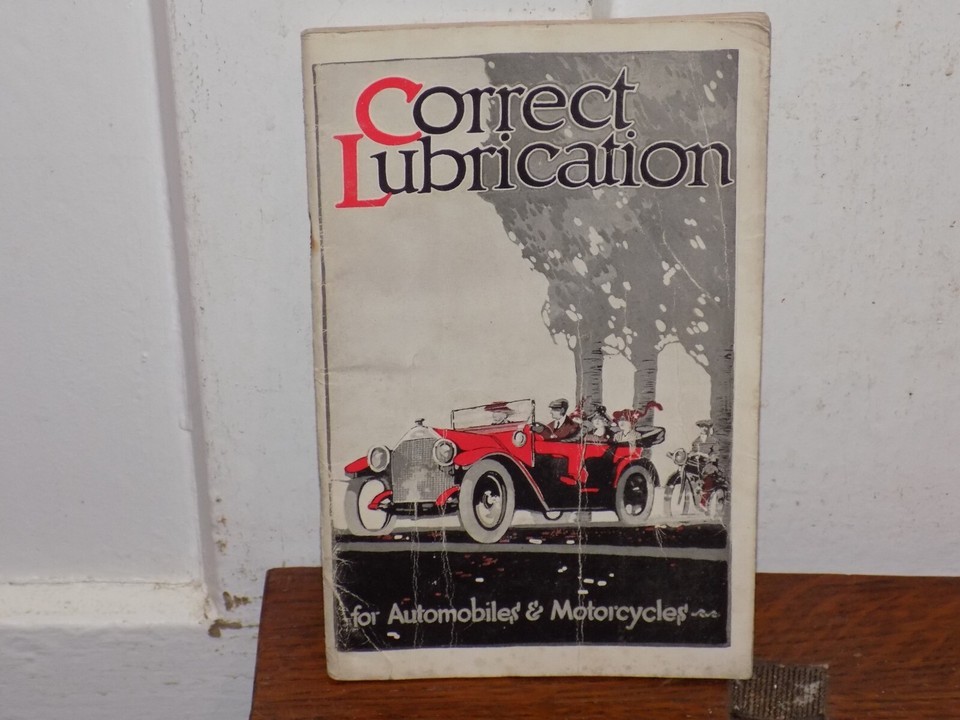 Correct
Lubrication
for Automobiles & Motorcycles